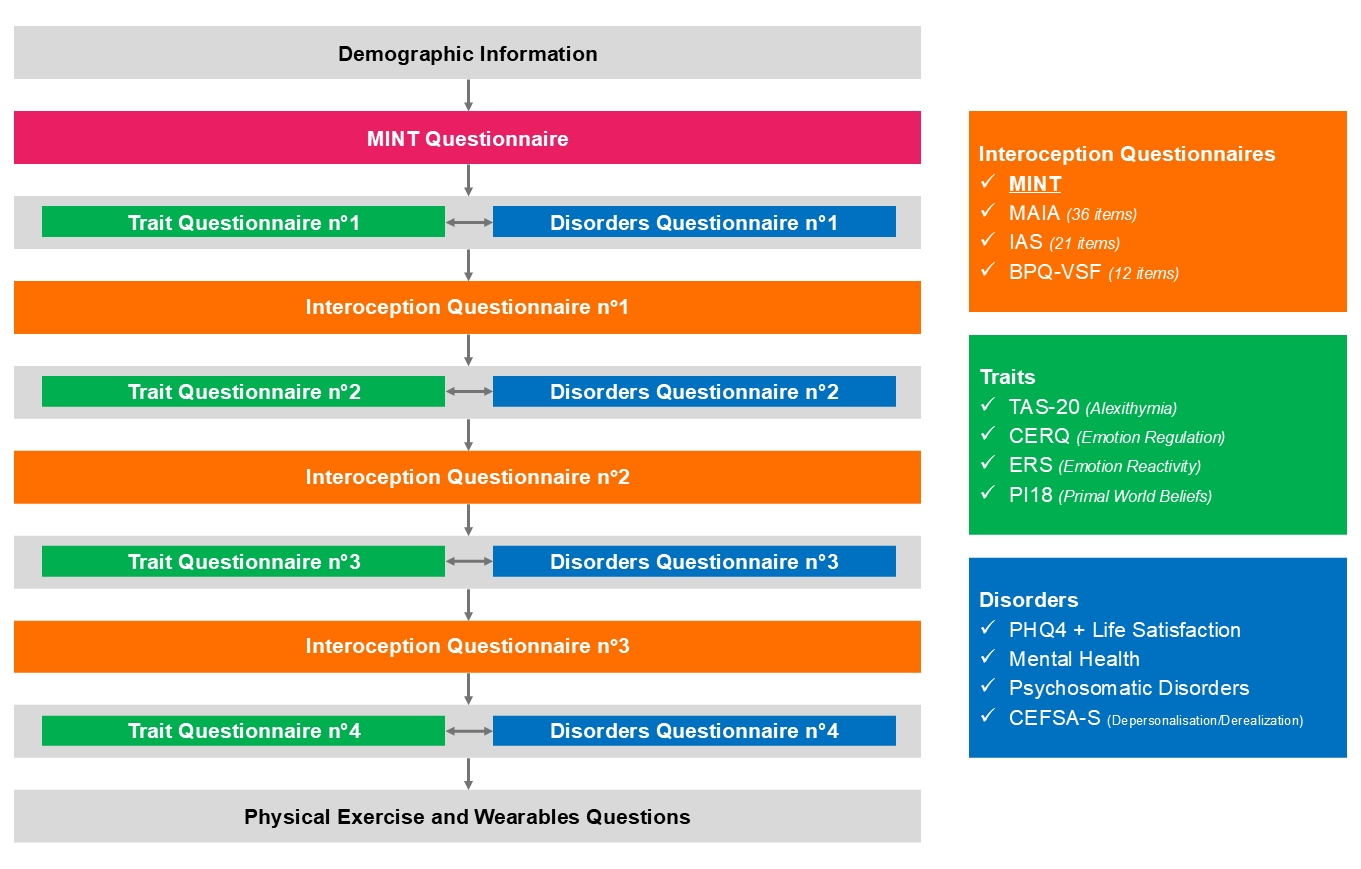 Demographic Information
MINT Questionnaire
Trait Questionnaire n°1
Disorders Questionnaire n°1
Interoception Questionnaire n°1
Trait Questionnaire n°2
Disorders Questionnaire n°2
Interoception Questionnaire n°2
Trait Questionnaire n°3
Disorders Questionnaire n°3
Interoception Questionnaire n°3
Trait Questionnaire n°4
Disorders Questionnaire n°4
Physical Exercise and Wearables Questions
Interoception Questionnaires
✓ MINT
✓ MAIA (36 items)
✓ IAS (21 items)
✓ BPQ-VSF (12 items)
Traits
✓ TAS-20 (Alexithymia)
✓ CERQ (Emotion Regulation)
✓ ERS (Emotion Reactivity)
✓ PI18 (Primal World Beliefs)
Disorders
✓ PHQ4 + Life Satisfaction
✓ Mental Health
✓ Psychosomatic Disorders
✓ CEFSA-S (Depersonalisation/Derealization)